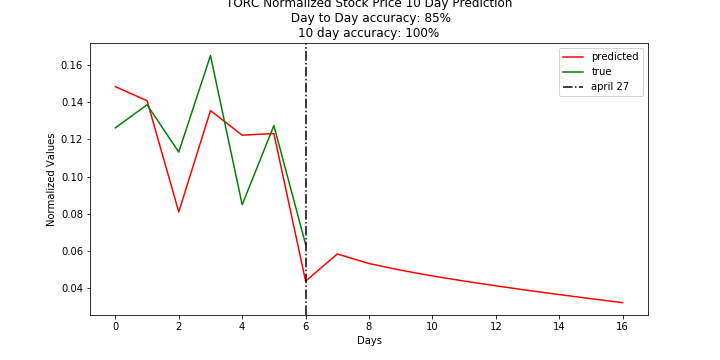 TORC Normalized Stock Price 10 Day Prediction
Day to Day accuracy: 85%
10 day accuracy: 100%
predicted
true
april 27
Normalized Values
0.16
0.14
0.12
0.10
0.08
0.06
0.04
0 2 4 6 8 10 12 14 16
Days